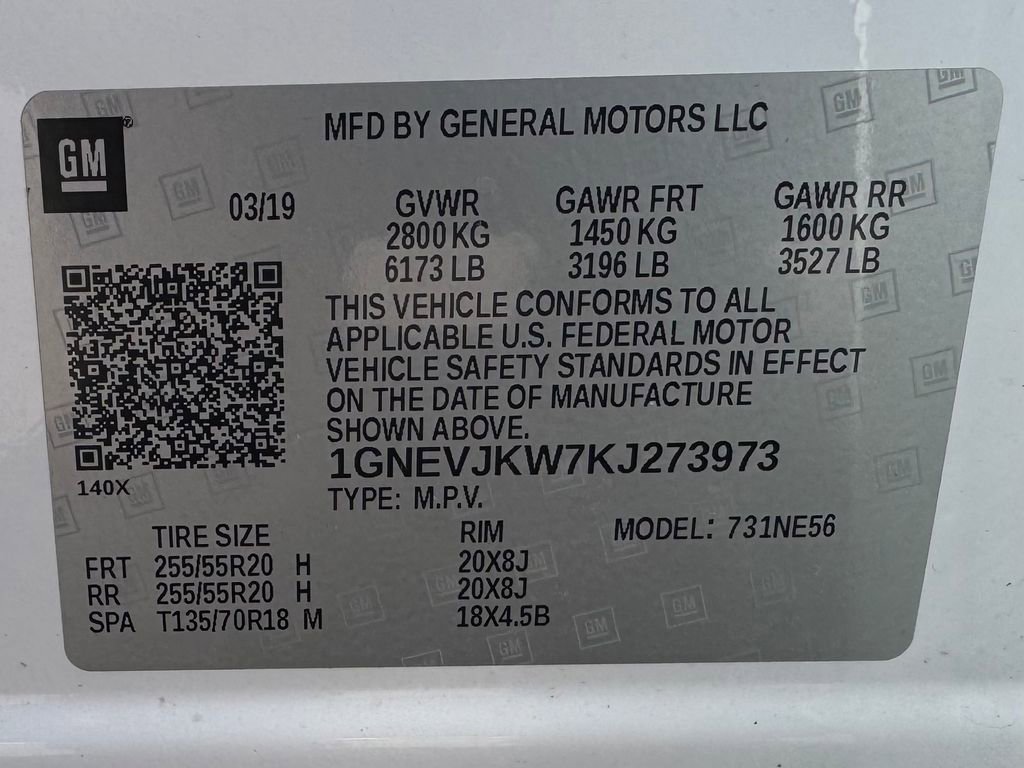 GM
MFD BY GENERAL MOTORS LLC
03/19
GVWR GAWR FRT GAWR RR
2800 KG 1450 KG 1600 KG
6173 LB 3196 LB 3527 LB
THIS VEHICLE CONFORMS TO ALL
APPLICABLE U.S. FEDERAL MOTOR
VEHICLE SAFETY STANDARDS IN EFFECT
ON THE DATE OF MANUFACTURE
SHOWN ABOVE.
1GNEVJKW7KJ273973
140X
TYPE: M.P.V.
TIRE SIZE RIM MODEL: 731NE56
FRT 255/55R20 H 20X8J
RR 255/55R20 H 20X8J
SPA T135/70R18 M 18X4.5B